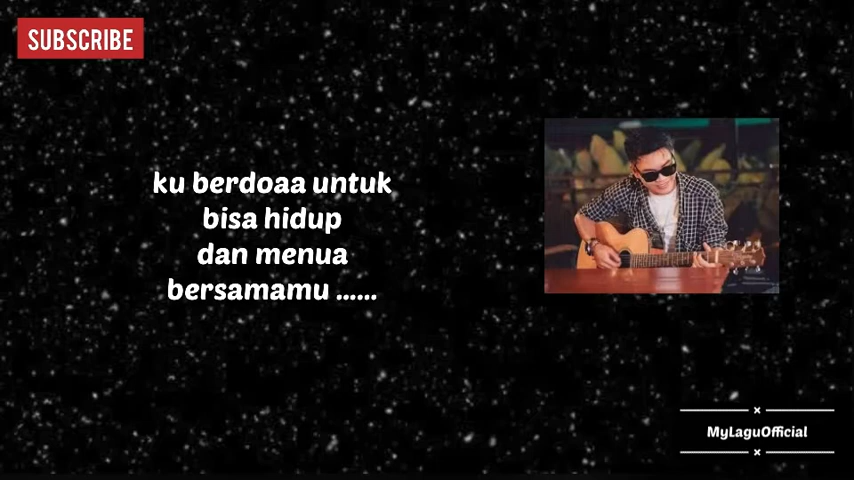 SUBSCRIBE
ku berdoaa untuk
bisa hidup
dan menua
bersamamu ......
MyLaguOfficial